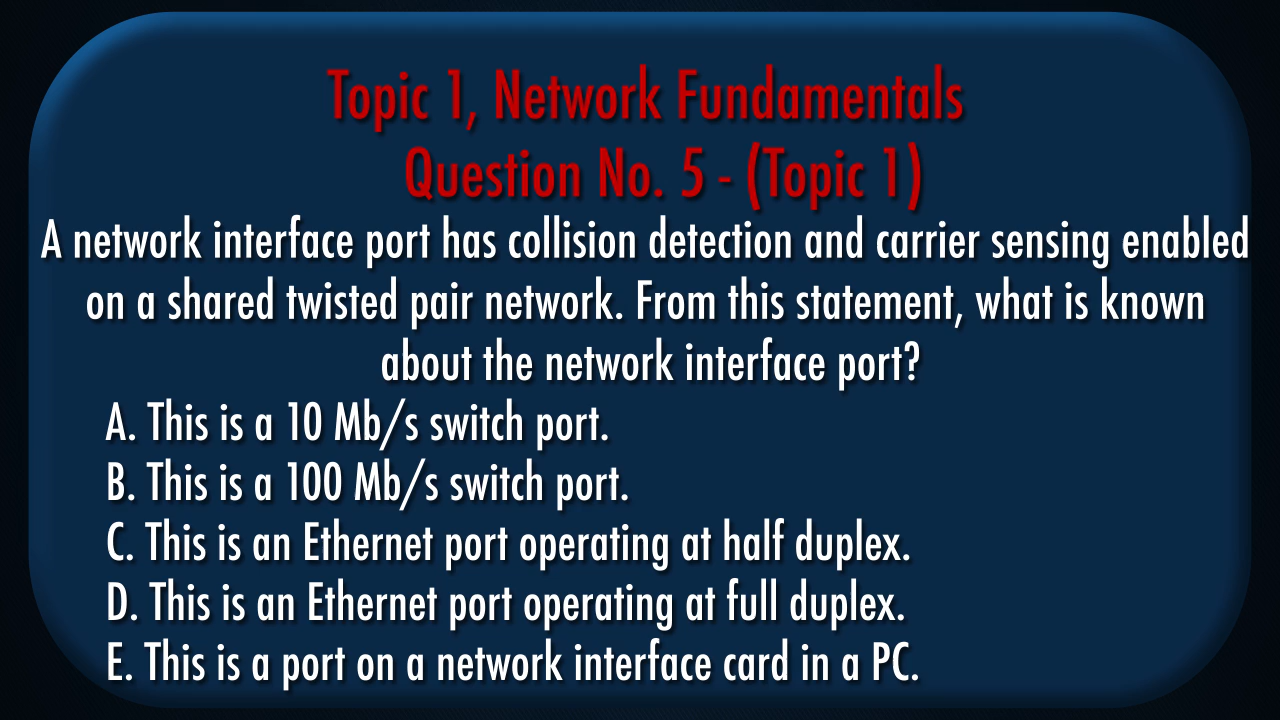 Topic 1, Network Fundamentals
Question No. 5 - (Topic 1)
A network interface port has collision detection and carrier sensing enabled
on a shared twisted pair network. From this statement, what is known
about the network interface port?
A. This is a 10 Mb/s switch port.
B. This is a 100 Mb/s switch port.
C. This is an Ethernet port operating at half duplex.
D. This is an Ethernet port operating at full duplex.
E. This is a port on a network interface card in a PC.